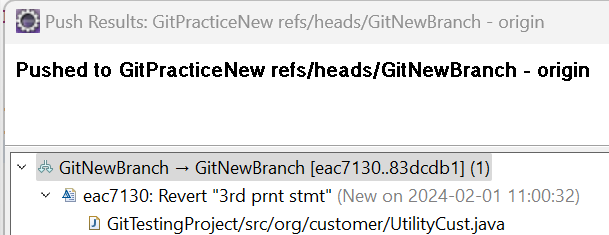 Push Results: GitPracticeNew refs/heads/GitNewBranch - origin
Pushed to GitPracticeNew refs/heads/GitNewBranch - origin
GitNewBranch → GitNewBranch [eac7130..83dcdb1] (1)
eac7130: Revert "3rd prnt stmt" (New on 2024-02-01 11:00:32)
GitTestingProject/src/org/customer/UtilityCust.java